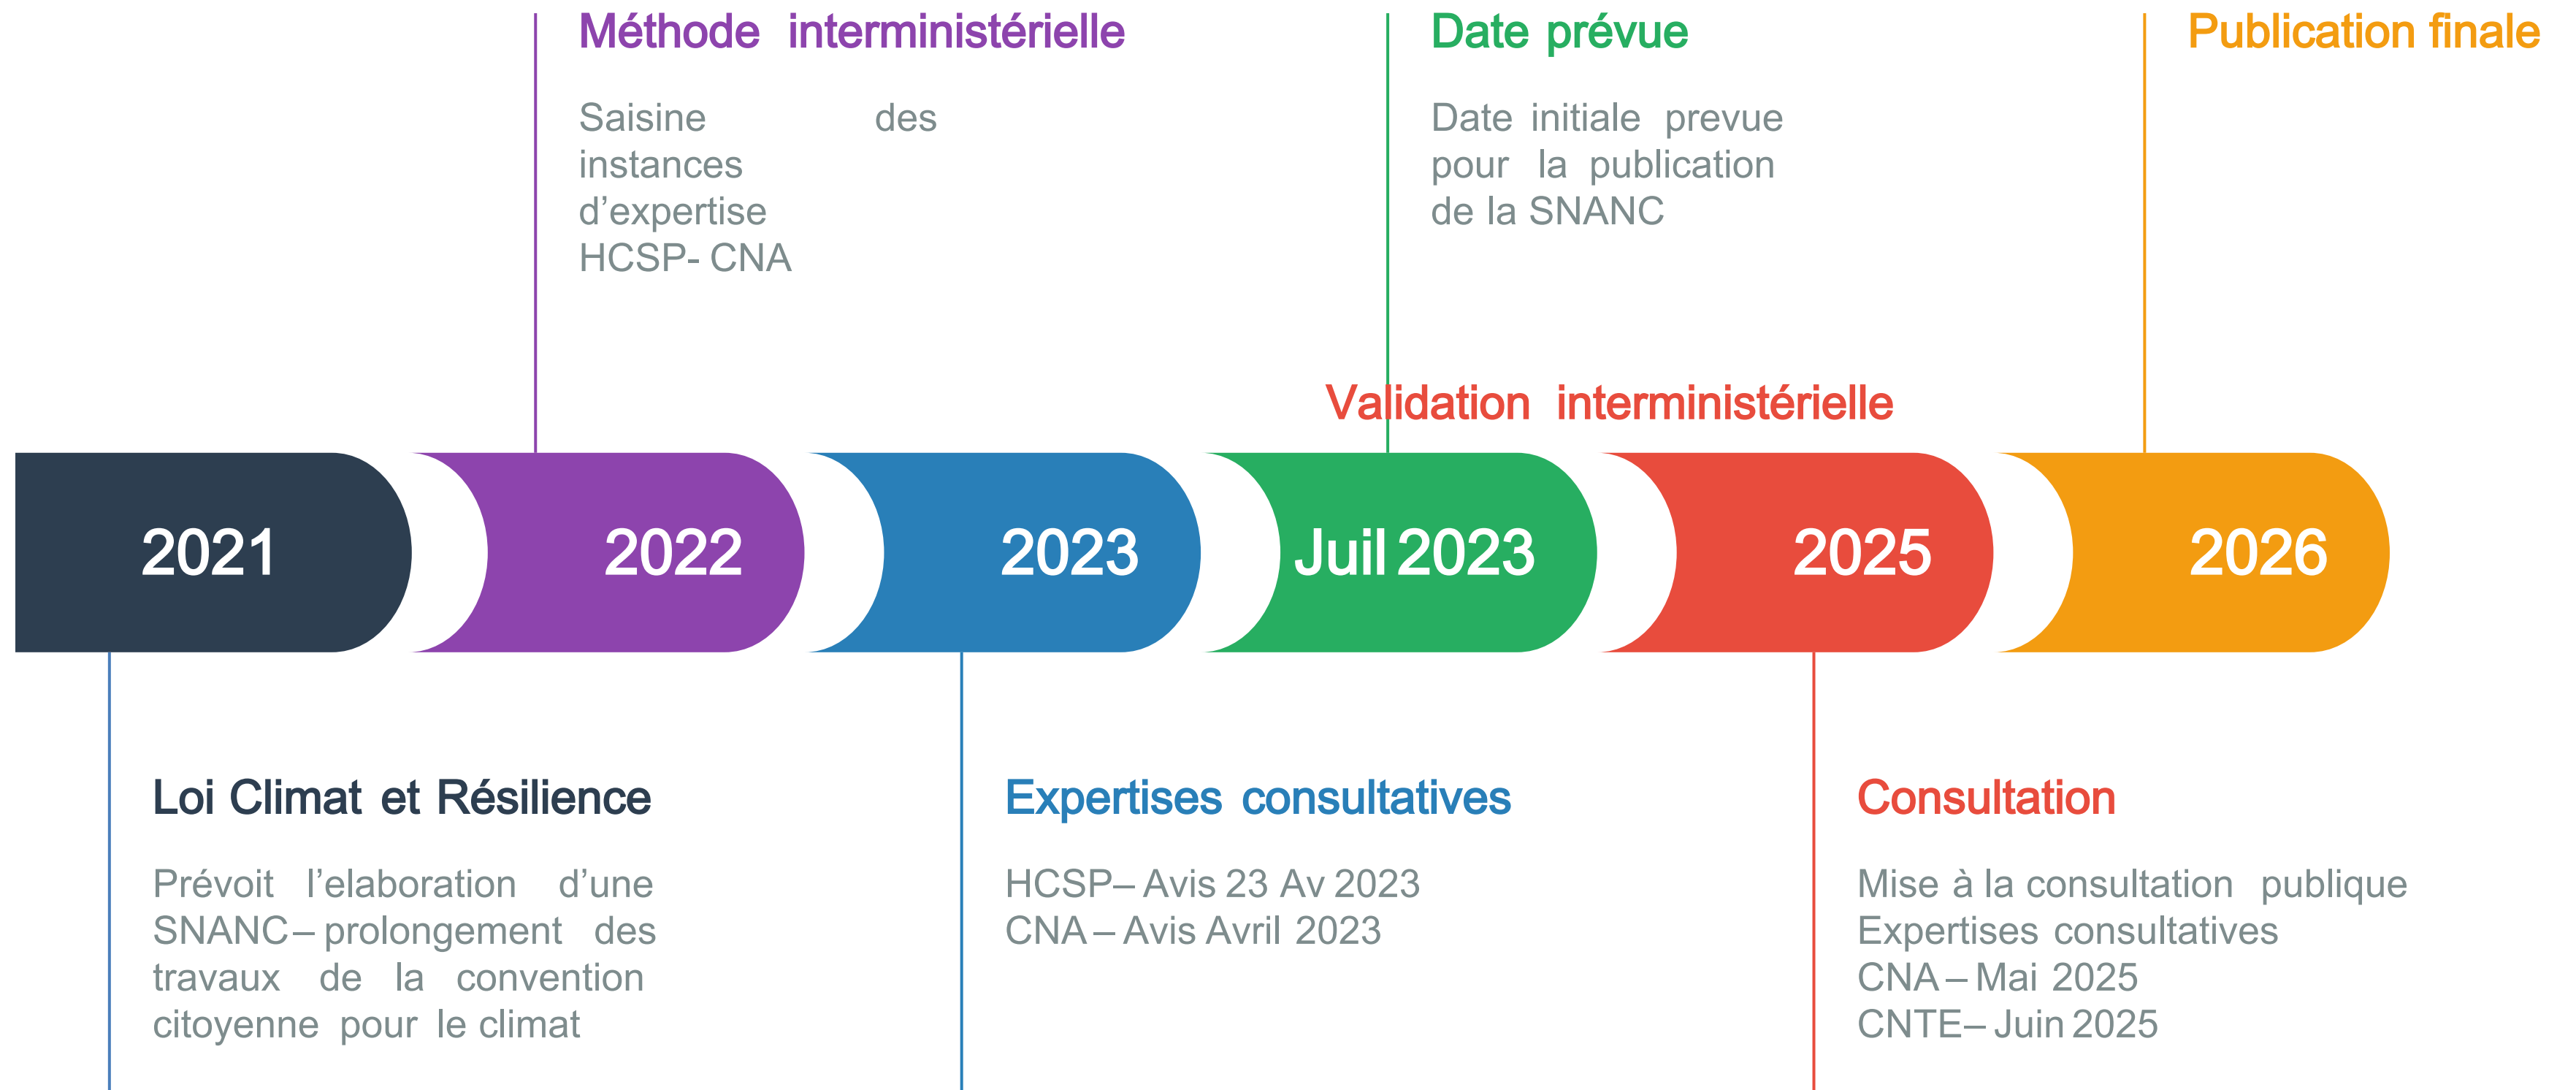 Méthode interministérielle
Saisine des
instances
d’expertise
HCSP- CNA
Date prévue
Date initiale prevue
pour la publication
de la SNANC
Publication finale
Validation interministérielle
2021
2022
2023
Juil 2023
2025
2026
Loi Climat et Résilience
Prévoit l’elaboration d’une
SNANC– prolongement des
travaux de la convention
citoyenne pour le climat
Expertises consultatives
HCSP– Avis 23 Av 2023
CNA – Avis Avril 2023
Consultation
Mise à la consultation publique
Expertises consultatives
CNA – Mai 2025
CNTE– Juin 2025